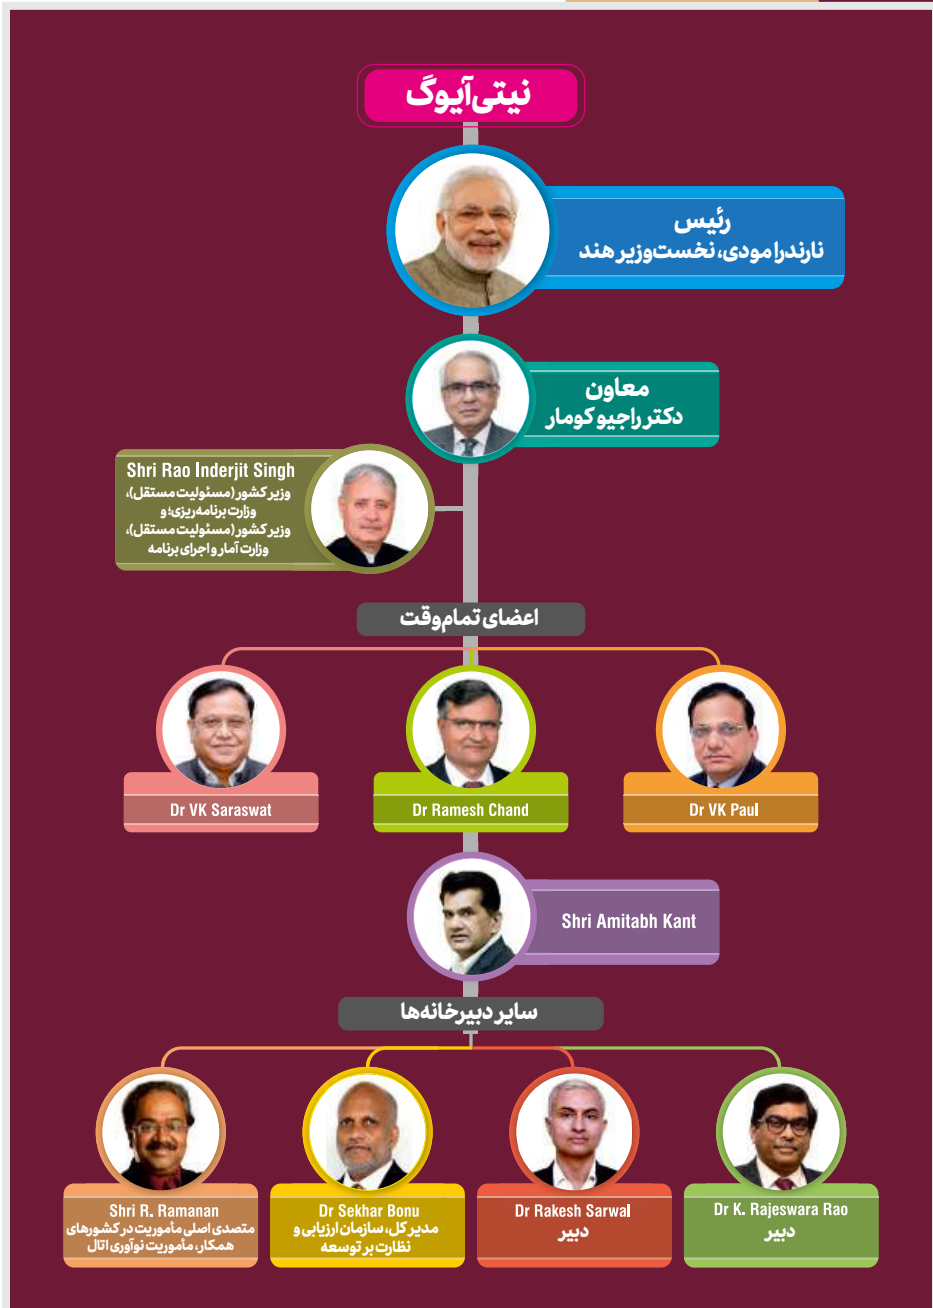 نیتی‌آیوگ
رئیس
نارندرا مودی، نخست‌وزیر هند
معاون
دکتر راجیو کومار
Shri Rao Inderjit Singh
وزیر کشور (مسئولیت مستقل)،
وزارت برنامه‌ریزی؛ و
وزیر کشور (مسئولیت مستقل)،
وزارت آمار و اجرای برنامه
اعضای تمام‌وقت
Dr VK Saraswat
Dr Ramesh Chand
Dr VK Paul
Shri Amitabh Kant
سایر دبیرخانه‌ها
Shri R. Ramanan
متصدی اصلی مأموریت در کشورهای
همکار، مأموریت نوآوری اتال
Dr Sekhar Bonu
مدیر کل، سازمان ارزیابی و
نظارت بر توسعه
Dr Rakesh Sarwal
دبیر
Dr K. Rajeswara Rao
دبیر